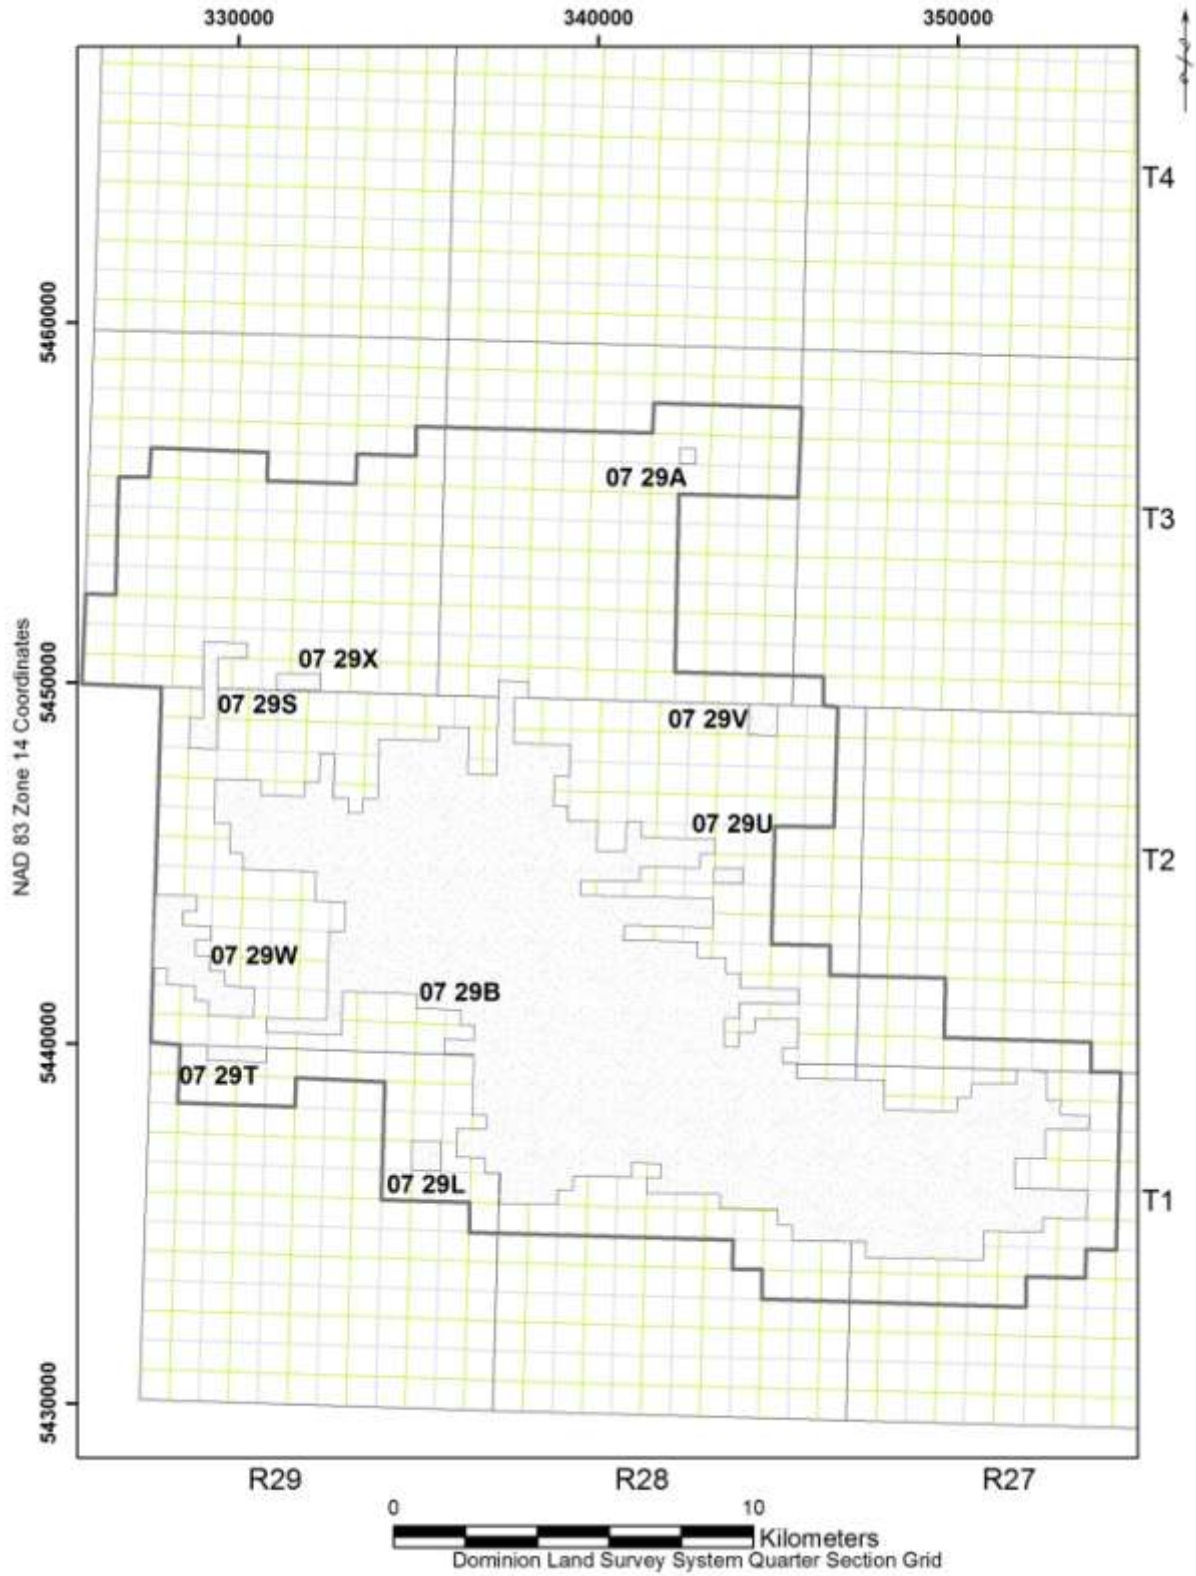 330000
340000
350000
T4
5460000
07 29A
T3
NAD 83 Zone 14 Coordinates
07 29X
5450000
07 29S
07 29V
07 29U
T2
07 29W
07 29B
5440000
07 29T
07 29L
T1
5430000
R29
R28
R27
0
10
Kilometers
Dominion Land Survey System Quarter Section Grid